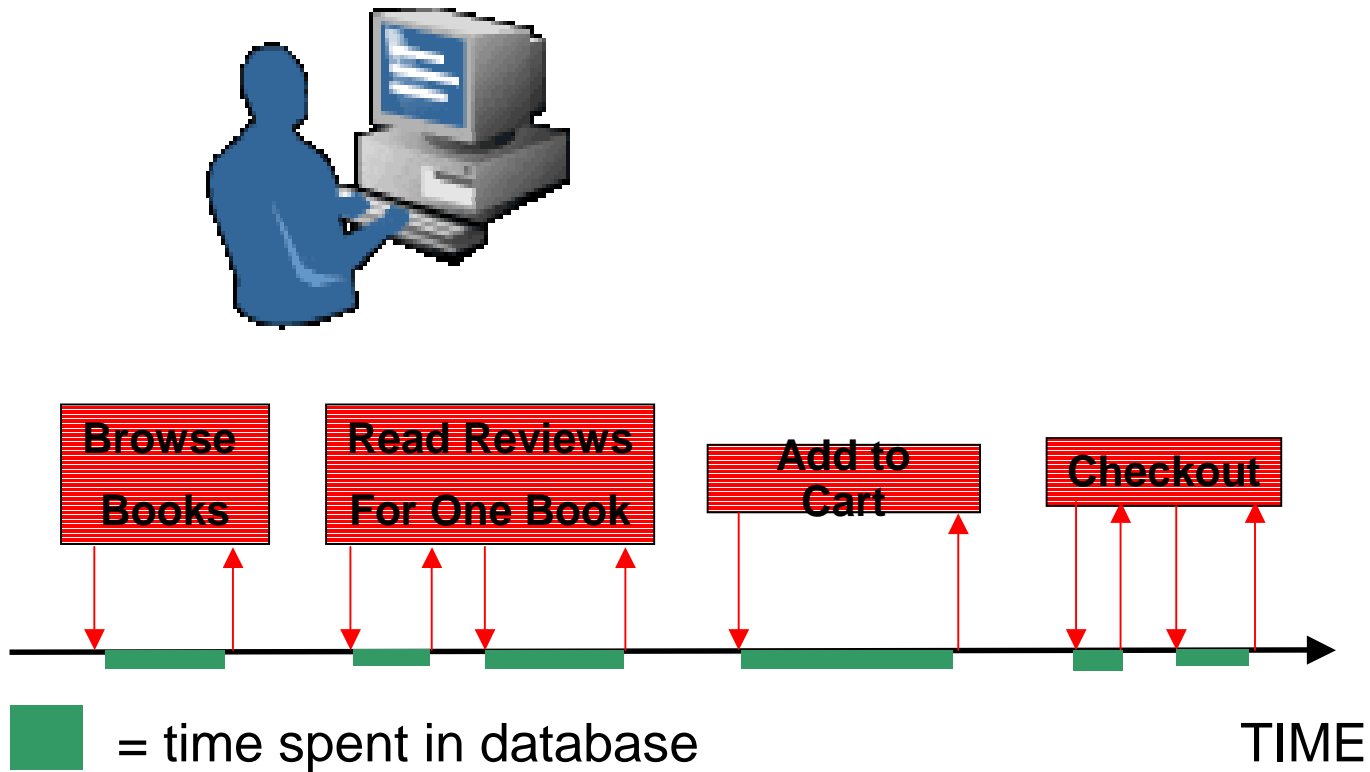 Browse
Books
Read Reviews
For One Book
Add to
Cart
Checkout
= time spent in database
TIME